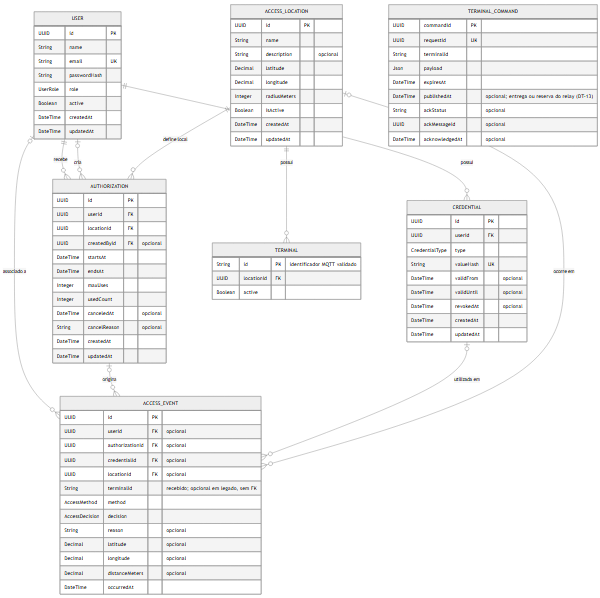 USER
UUID id PK
String name
String email UK
String passwordHash
UserRole role
Boolean active
DateTime createdAt
DateTime updatedAt
ACCESS_LOCATION
UUID id PK
String name
String description opcional
Decimal latitude
Decimal longitude
Integer radiusMeters
Boolean isActive
DateTime createdAt
DateTime updatedAt
TERMINAL_COMMAND
UUID commandId PK
UUID requestId UK
String terminalId
Json payload
DateTime expiresAt
DateTime publishedAt opcional; entrega ou reserva do relay (DT-13)
String ackStatus opcional
UUID ackMessageId opcional
DateTime acknowledgedAt opcional
define local
recebe
cria
possui
possui
AUTHORIZATION
UUID id PK
UUID userId FK
UUID locationId FK
UUID createdById FK opcional
DateTime startsAt
DateTime endsAt
Integer maxUses
Integer usedCount
DateTime canceledAt opcional
String cancelReason opcional
DateTime createdAt
DateTime updatedAt
TERMINAL
String id PK identificador MQTT validado
UUID locationId FK
Boolean active
CREDENTIAL
UUID id PK
UUID userId FK
CredentialType type
String valueHash UK
DateTime validFrom opcional
DateTime validUntil opcional
DateTime revokedAt opcional
DateTime createdAt
DateTime updatedAt
associado a
ocorre em
origina
utilizada em
ACCESS_EVENT
UUID id PK
UUID userId FK opcional
UUID authorizationId FK opcional
UUID credentialId FK opcional
UUID locationId FK opcional
String terminalId recebido; opcional em legado, sem FK
AccessMethod method
AccessDecision decision
String reason opcional
Decimal latitude opcional
Decimal longitude opcional
Decimal distanceMeters opcional
DateTime occurredAt